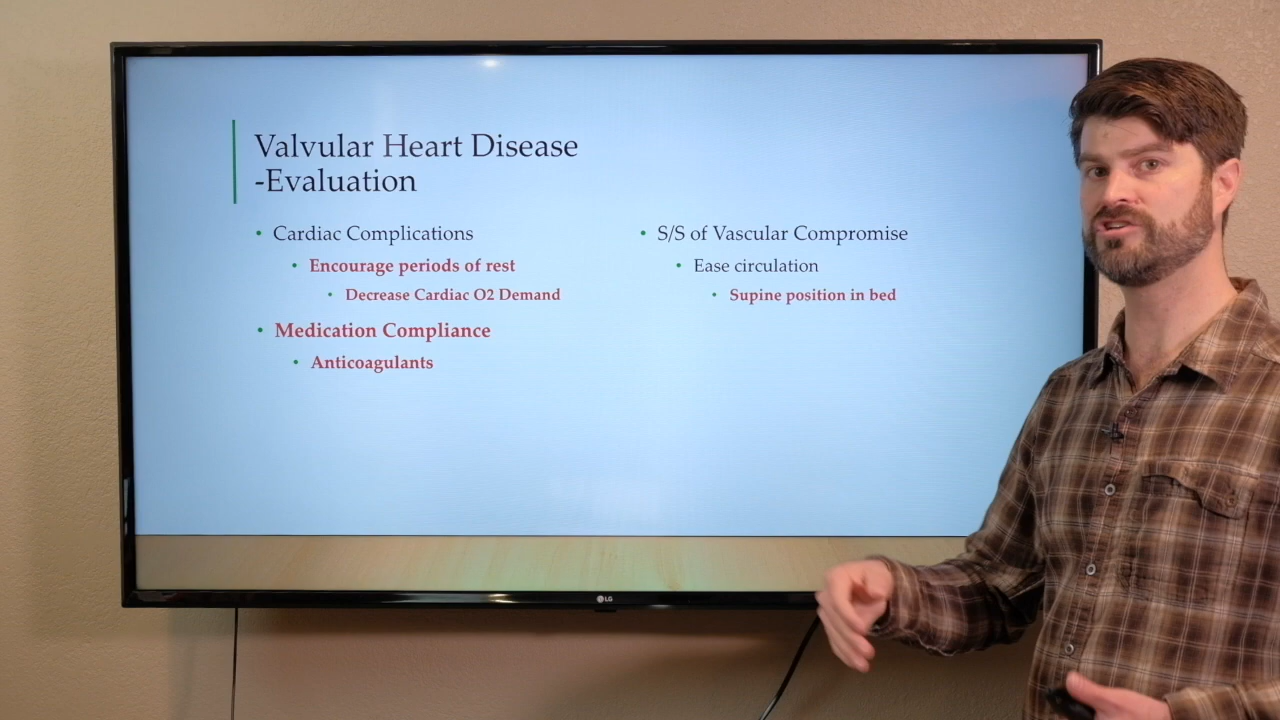 Valvular Heart Disease
-Evaluation
• Cardiac Complications
• Encourage periods of rest
• Decrease Cardiac O2 Demand
• Medication Compliance
• Anticoagulants
• S/S of Vascular Compromise
• Ease circulation
• Supine position in bed
LG